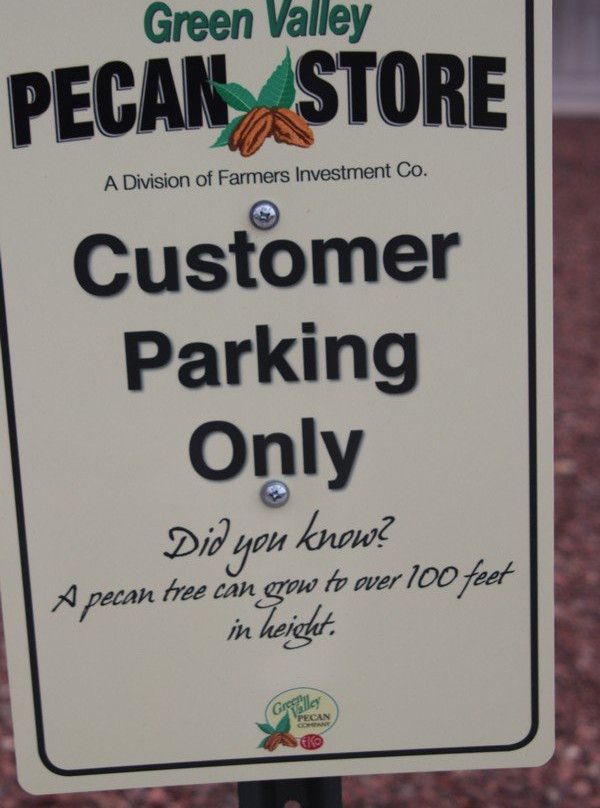 Green Valley
PECAN STORE
A Division of Farmers Investment Co.
Customer
Parking
Only
Did you know?
A pecan tree can grow to over 100 feet
in height.
Green
Valley
PECAN
COMPANY
FICO